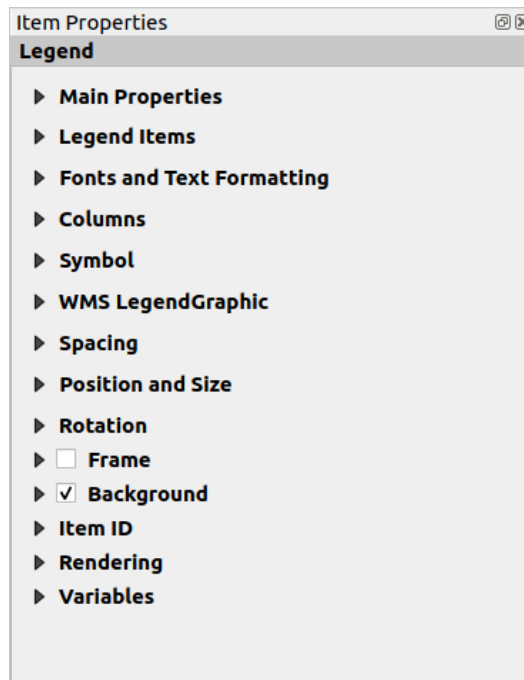 Item Properties
Legend
Main Properties
Legend Items
Fonts and Text Formatting
Columns
Symbol
WMS LegendGraphic
Spacing
Position and Size
Rotation
Frame
Background
Item ID
Rendering
Variables